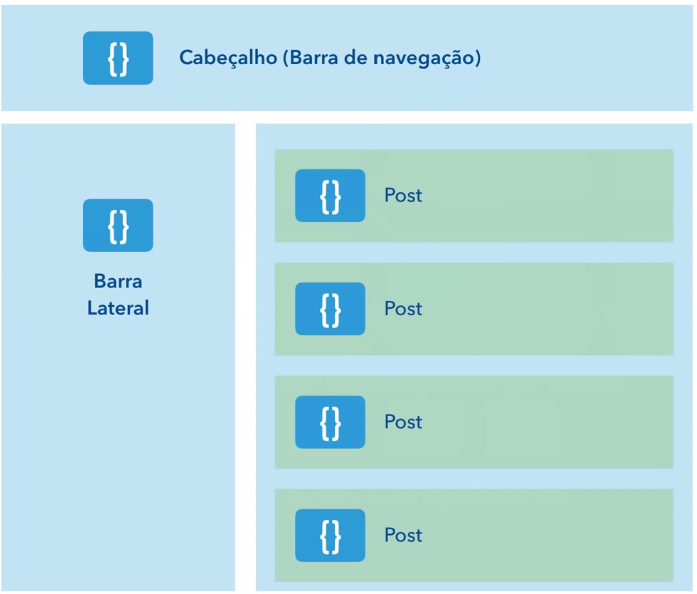 {} Cabeçalho (Barra de navegação)
{}
Barra
Lateral
{} Post
{} Post
{} Post
{} Post